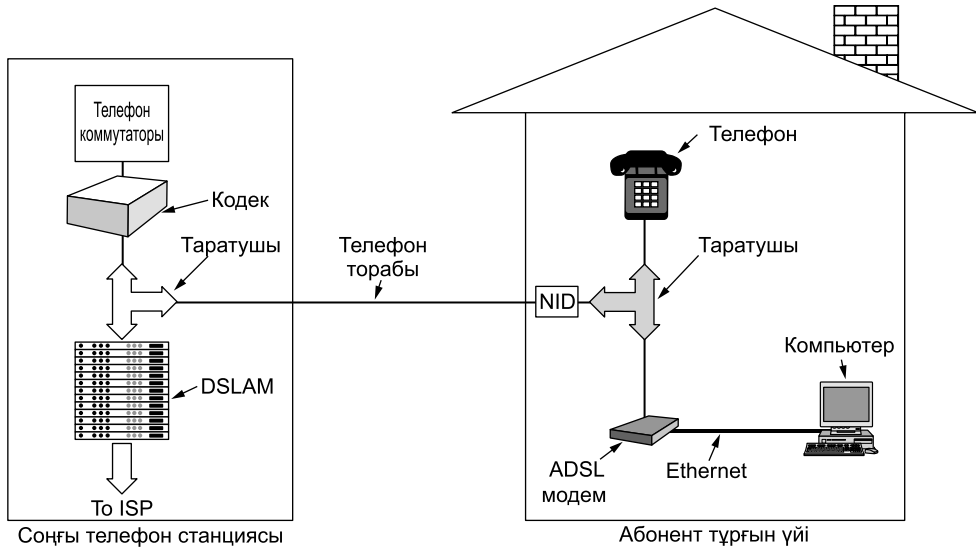 Телефон
коммутаторы
Кодек
Таратушы
DSLAM
To ISP
Соңғы телефон станциясы
Телефон
торабы
NID
Телефон
Таратушы
Компьютер
ADSL
модем
Ethernet
Абонент тұрғын үйі